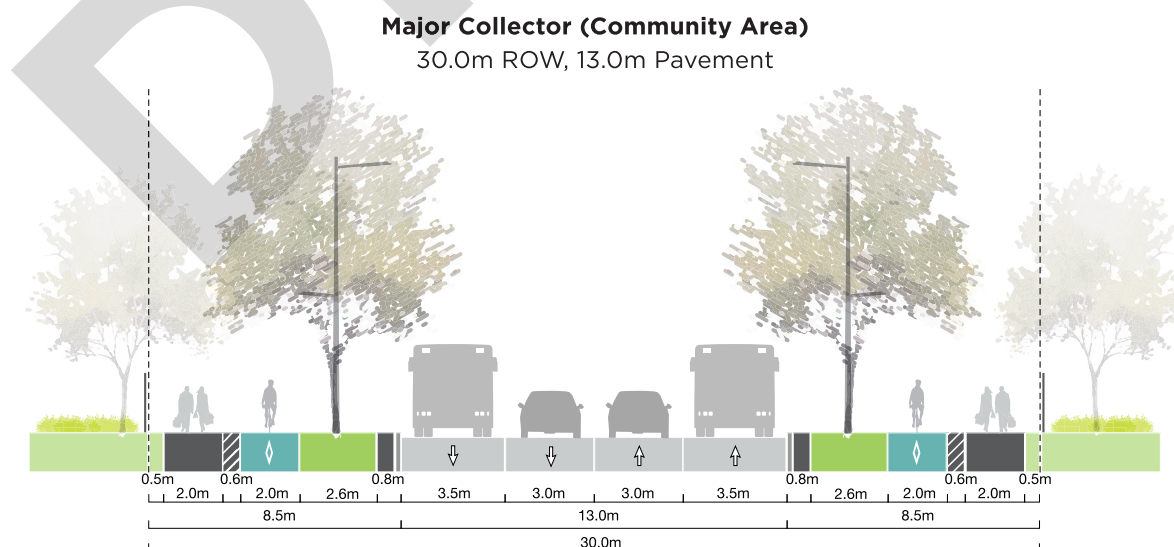 Major Collector (Community Area)
30.0m ROW, 13.0m Pavement
0.5m 0.6m 0.8m 0.8m 0.6m 0.5m
2.0m 2.0m 2.6m 3.5m 3.0m 3.0m 3.5m 2.6m 2.0m 2.0m
8.5m 13.0m 8.5m
30.0m